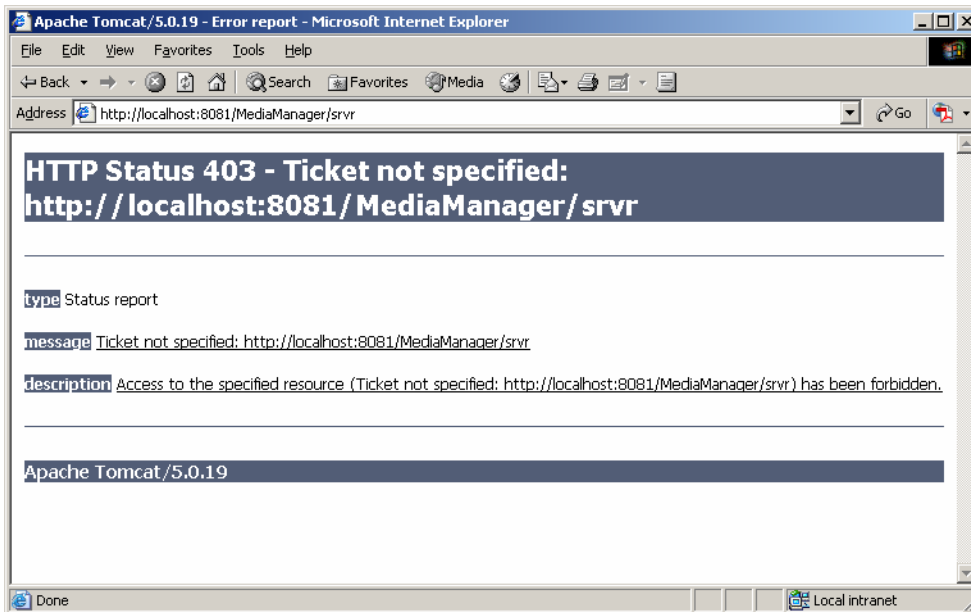 Apache Tomcat/5.0.19 - Error report - Microsoft Internet Explorer
File Edit View Favorites Tools Help
Back Search Favorites Media
Address http://localhost:8081/MediaManager/srvr Go
HTTP Status 403 - Ticket not specified:
http://localhost:8081/MediaManager/srvr
type Status report
message Ticket not specified: http://localhost:8081/MediaManager/srvr
description Access to the specified resource (Ticket not specified: http://localhost:8081/MediaManager/srvr) has been forbidden.
Apache Tomcat/5.0.19
Done Local intranet